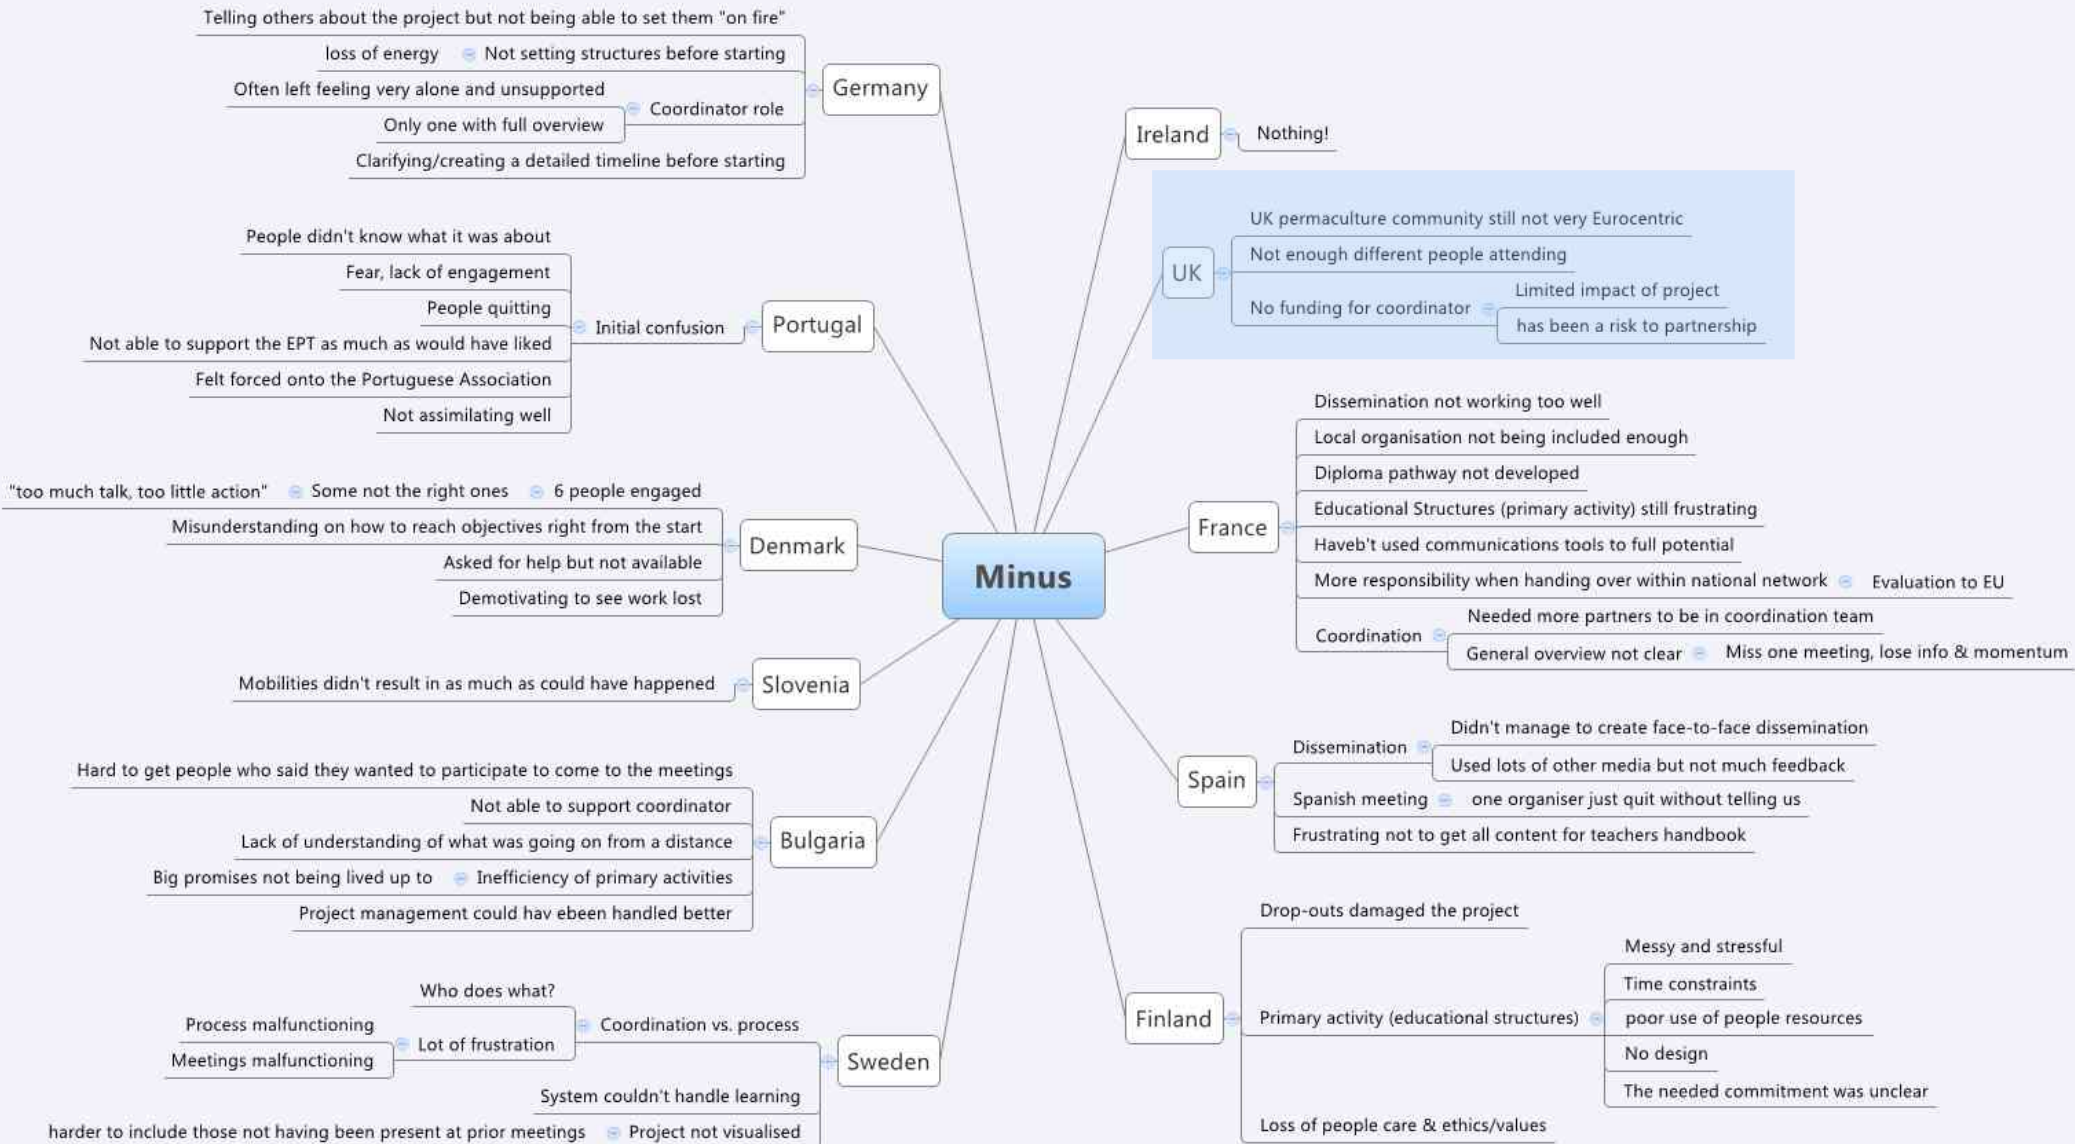 Minus
Germany
Telling others about the project but not being able to set them "on fire"
Not setting structures before starting
loss of energy
Coordinator role
Often left feeling very alone and unsupported
Only one with full overview
Clarifying/creating a detailed timeline before starting
Portugal
Initial confusion
People didn't know what it was about
Fear, lack of engagement
People quitting
Not able to support the EPT as much as would have liked
Felt forced onto the Portuguese Association
Not assimilating well
Denmark
6 people engaged
Some not the right ones
"too much talk, too little action"
Misunderstanding on how to reach objectives right from the start
Asked for help but not available
Demotivating to see work lost
Slovenia
Mobilities didn't result in as much as could have happened
Bulgaria
Hard to get people who said they wanted to participate to come to the meetings
Not able to support coordinator
Lack of understanding of what was going on from a distance
Inefficiency of primary activities
Big promises not being lived up to
Project management could hav ebeen handled better
Sweden
Coordination vs. process
Who does what?
Lot of frustration
Process malfunctioning
Meetings malfunctioning
System couldn't handle learning
Project not visualised
harder to include those not having been present at prior meetings
Ireland
Nothing!
UK
UK permaculture community still not very Eurocentric
Not enough different people attending
No funding for coordinator
Limited impact of project
has been a risk to partnership
France
Dissemination not working too well
Local organisation not being included enough
Diploma pathway not developed
Educational Structures (primary activity) still frustrating
Haveb't used communications tools to full potential
More responsibility when handing over within national network
Evaluation to EU
Coordination
Needed more partners to be in coordination team
General overview not clear
Miss one meeting, lose info & momentum
Spain
Dissemination
Didn't manage to create face-to-face dissemination
Used lots of other media but not much feedback
Spanish meeting
one organiser just quit without telling us
Frustrating not to get all content for teachers handbook
Finland
Drop-outs damaged the project
Primary activity (educational structures)
Messy and stressful
Time constraints
poor use of people resources
No design
The needed commitment was unclear
Loss of people care & ethics/values